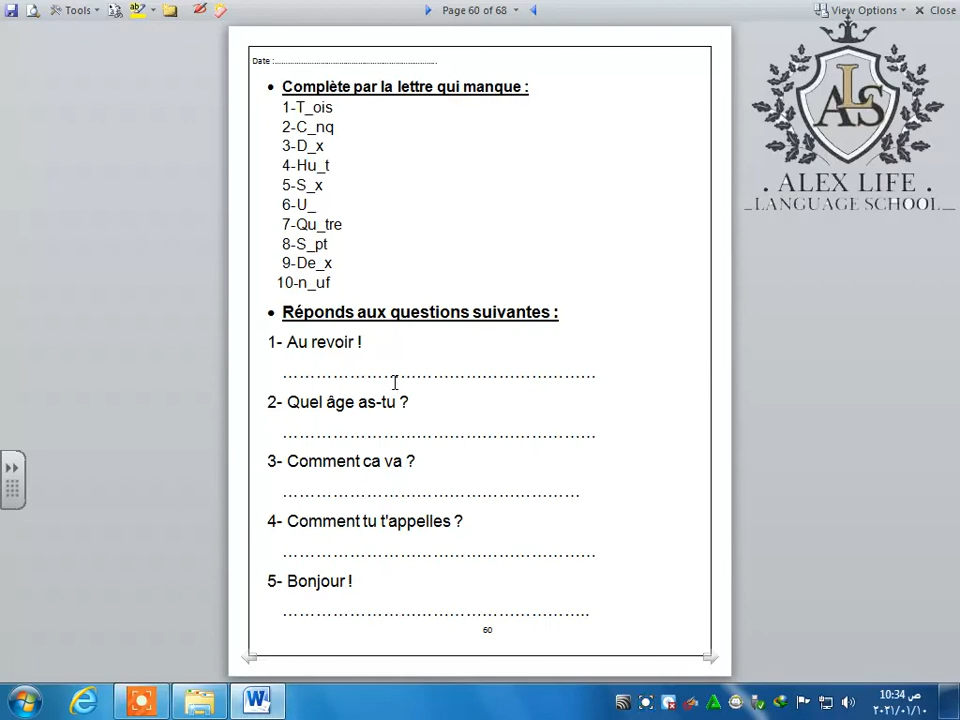 Tools
Page 60 of 68
View Options
Close
Date :......................................................................
ALS
ALEX LIFE
LANGUAGE SCHOOL
• Complète par la lettre qui manque :
1-T_ois
2-C_nq
3-D_x
4-Hu_t
5-S_x
6-U_
7-Qu_tre
8-S_pt
9-De_x
10-n_uf
• Réponds aux questions suivantes :
1- Au revoir !
…………………………………………………
2- Quel âge as-tu ?
…………………………………………………
3- Comment ca va ?
………………………………………………
4- Comment tu t'appelles ?
…………………………………………………
5- Bonjour !
………………………………………………..
60
10:34 ص
٢٠٢١/٠١/١٠